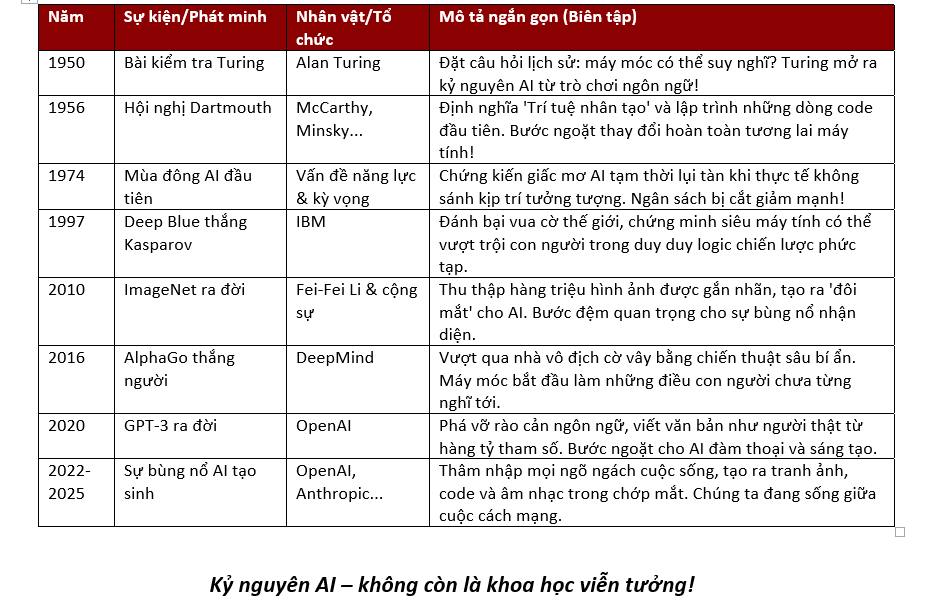 Năm Sự kiện/Phát minh Nhân vật/Tổ chức Mô tả ngắn gọn (Biên tập)
1950 Bài kiểm tra Turing Alan Turing Đặt câu hỏi lịch sử: máy móc có thể suy nghĩ? Turing mở ra
kỷ nguyên AI từ trò chơi ngôn ngữ!
1956 Hội nghị Dartmouth McCarthy,
Minsky...
Định nghĩa 'Trí tuệ nhân tạo' và lập trình những dòng code
đầu tiên. Bước ngoặt thay đổi hoàn toàn tương lai máy
tính!
1974 Mùa đông AI đầu
tiên
Vấn đề năng lực
& kỳ vọng
Chứng kiến giấc mơ AI tạm thời lụi tàn khi thực tế không
sánh kịp trí tưởng tượng. Ngân sách bị cắt giảm mạnh!
1997 Deep Blue thắng
Kasparov
IBM
Đánh bại vua cờ thế giới, chứng minh siêu máy tính có thể
vượt trội con người trong duy duy logic chiến lược phức
tạp.
2010 ImageNet ra đời Fei-Fei Li & cộng
sự
Thu thập hàng triệu hình ảnh được gắn nhãn, tạo ra 'đôi
mắt' cho AI. Bước đệm quan trọng cho sự bùng nổ nhận
diện.
2016 AlphaGo thắng
người
DeepMind
Vượt qua nhà vô địch cờ vây bằng chiến thuật sâu bí ẩn.
Máy móc bắt đầu làm những điều con người chưa từng
nghĩ tới.
2020 GPT-3 ra đời OpenAI Phá vỡ rào cản ngôn ngữ, viết văn bản như người thật từ
hàng tỷ tham số. Bước ngoặt cho AI đàm thoại và sáng tạo.
2022-
2025
Sự bùng nổ AI tạo
sinh
OpenAI,
Anthropic...
Thâm nhập mọi ngõ ngách cuộc sống, tạo ra tranh ảnh,
code và âm nhạc trong chớp mắt. Chúng ta đang sống giữa
cuộc cách mạng.
Kỷ nguyên AI – không còn là khoa học viễn tưởng!